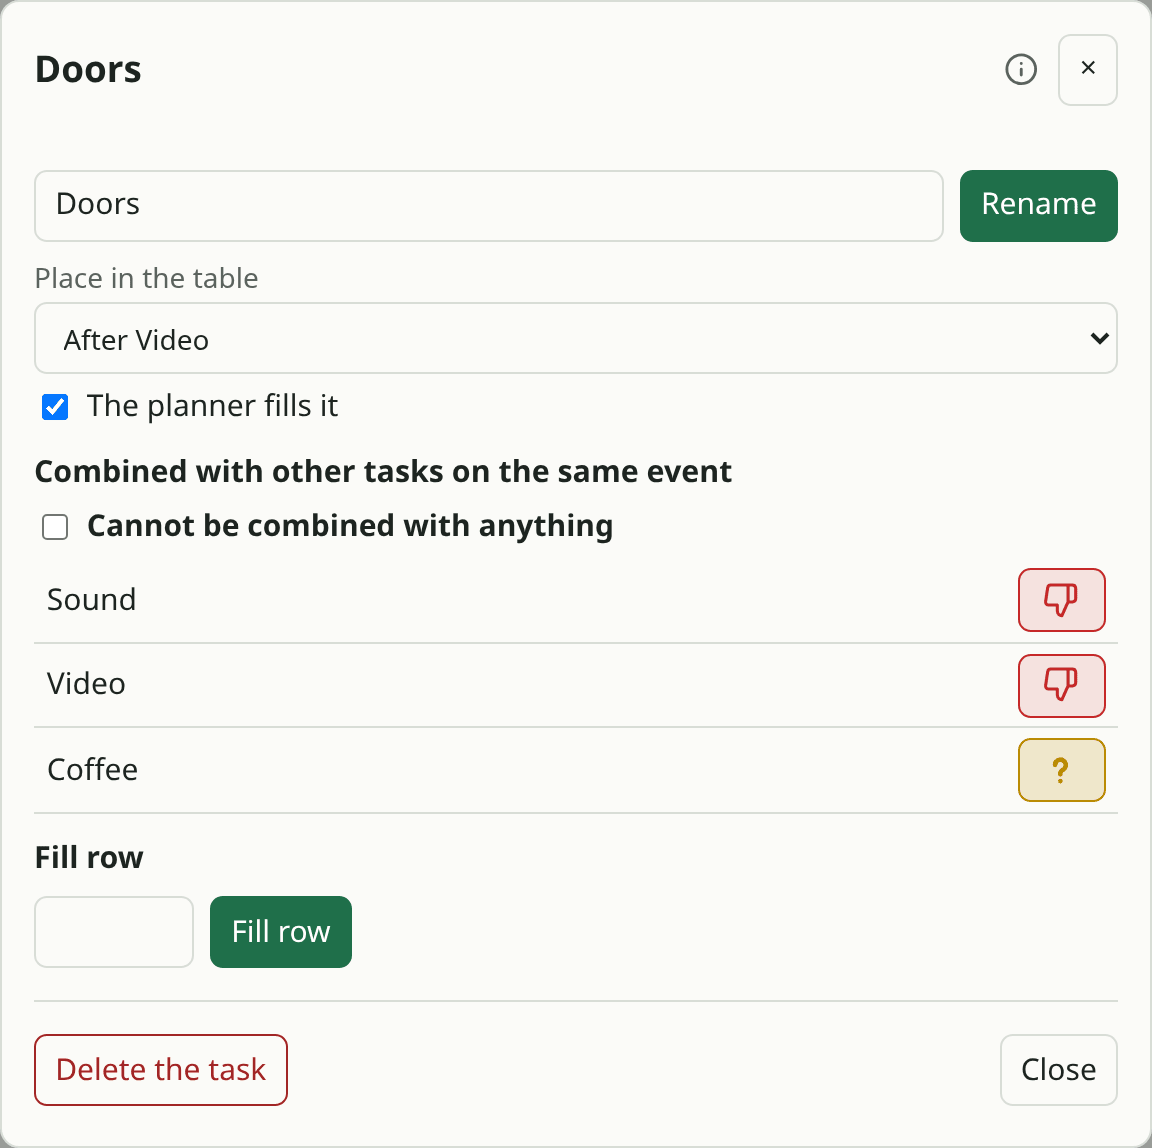 Doors
×
Doors
Rename
Place in the table
After Video
The planner fills it
Combined with other tasks on the same event
Cannot be combined with anything
Sound
Video
Coffee
?
Fill row
Fill row
Delete the task
Close